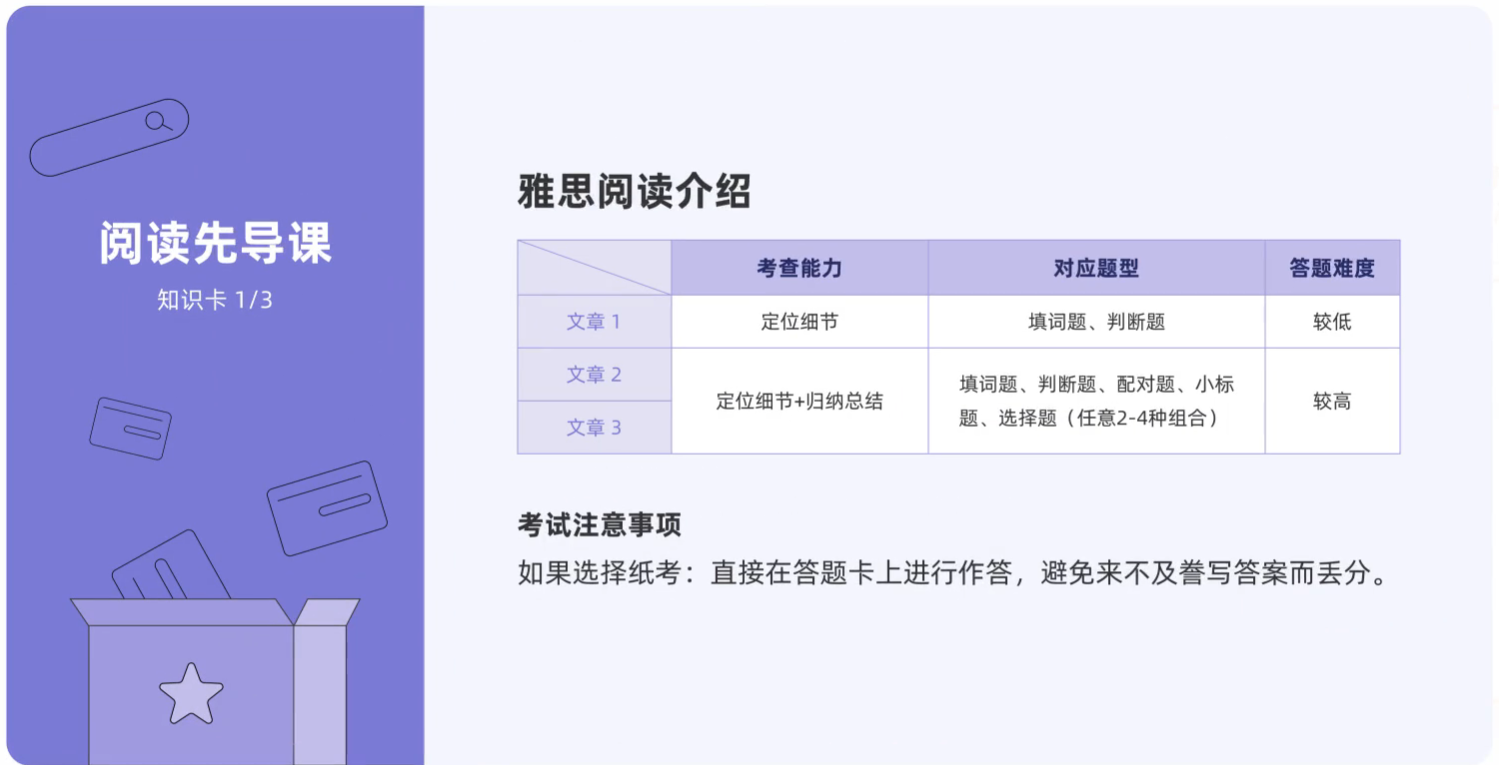 阅读先导课
知识卡 1/3
雅思阅读介绍
考查能力 对应题型 答题难度
文章 1 定位细节 填词题、判断题 较低
文章 2
文章 3
定位细节+归纳总结
填词题、判断题、配对题、小标
题、选择题（任意2-4种组合）
较高
考试注意事项
如果选择纸考：直接在答题卡上进行作答，避免来不及誊写答案而丢分。